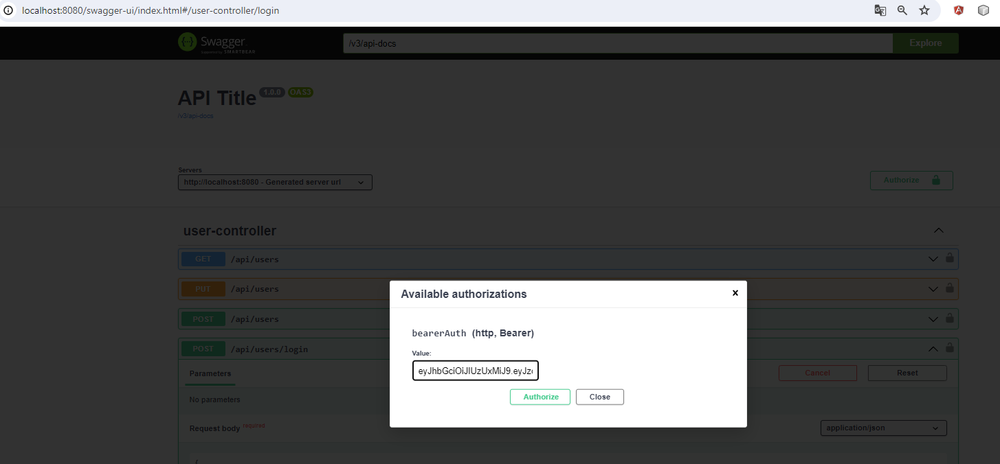 localhost:8080/swagger-ui/index.html#/user-controller/login
Swagger
Supported by SMARTBEAR
/v3/api-docs
Explore
API Title 1.0.0 OAS3
/v3/api-docs
Servers
http://localhost:8080 - Generated server url
Authorize
user-controller
GET /api/users
PUT /api/users
POST /api/users
POST /api/users/login
Parameters
Cancel
Reset
No parameters
Request body required
application/json
{
Available authorizations
x
bearerAuth (http, Bearer)
Value:
Authorize
Close